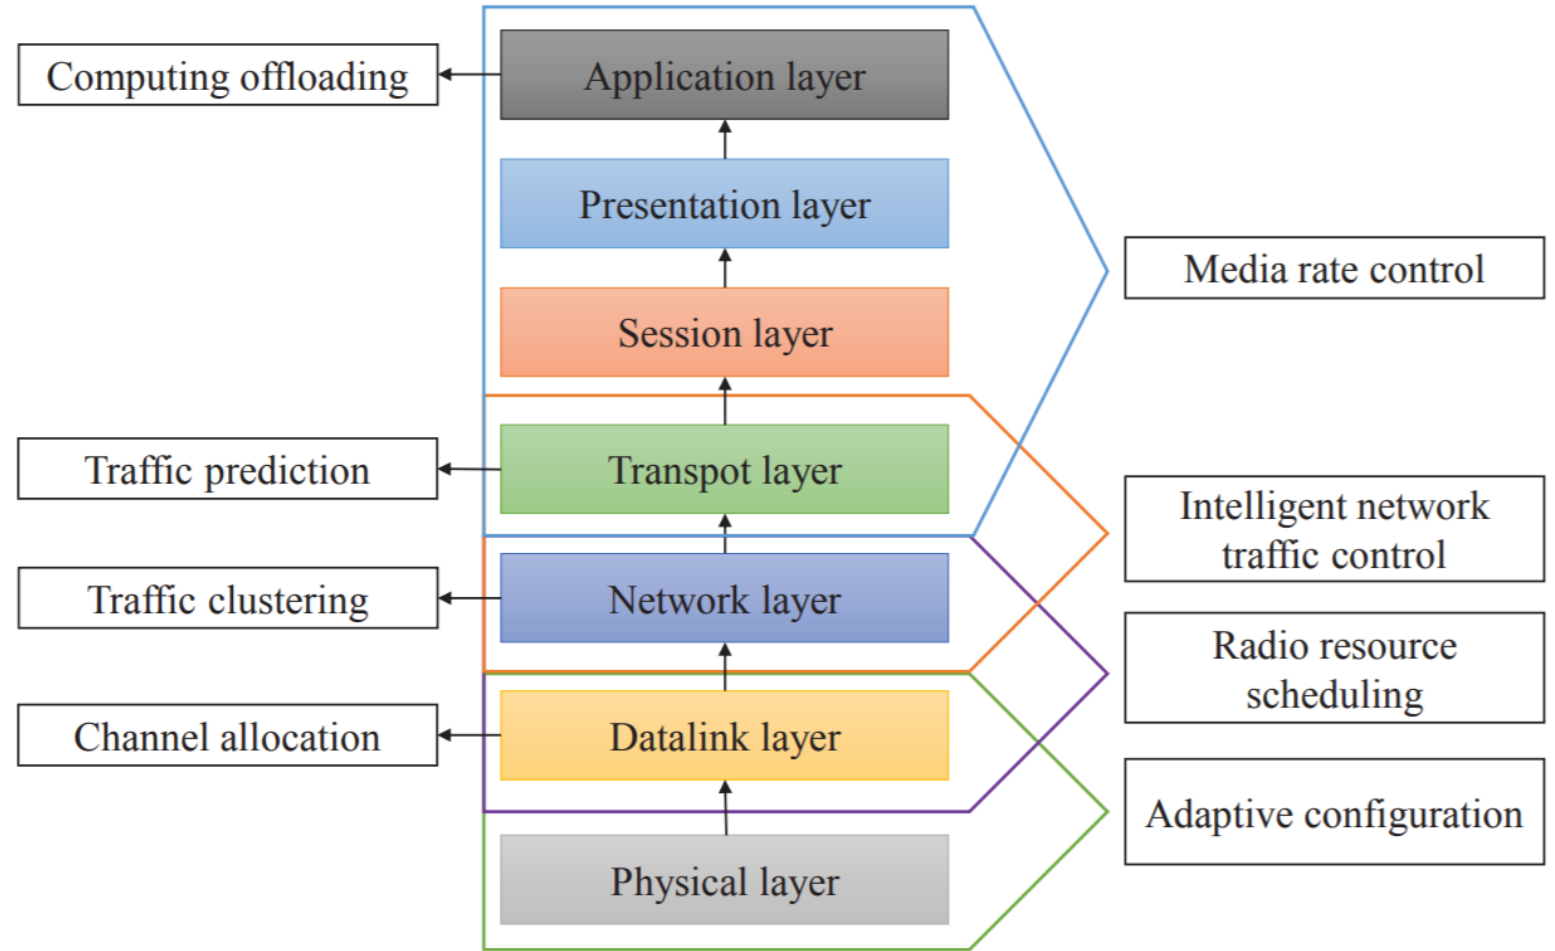 Computing offloading
Application layer
Presentation layer
Media rate control
Session layer
Traffic prediction
Transpot layer
Intelligent network
traffic control
Traffic clustering
Network layer
Radio resource
scheduling
Channel allocation
Datalink layer
Adaptive configuration
Physical layer